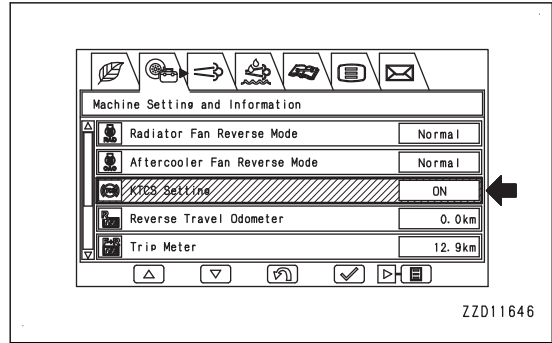 Machine Setting and Information
Radiator Fan Reverse Mode Normal
Aftercooler Fan Reverse Mode Normal
KTCS Setting ON
Reverse Travel Odometer 0.0km
Trip Meter 12.9km
ZZD11646